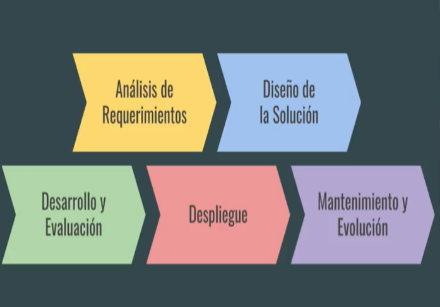 Análisis de
Requerimientos
Diseño de
la Solución
Desarrollo y
Evaluación
Despliegue
Mantenimiento y
Evolución